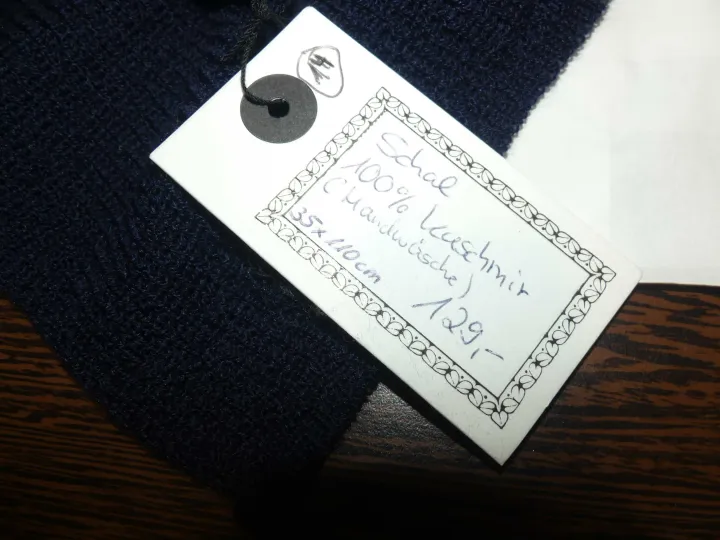 Schal
100% Kaschmir
(Handwäsche)
35x110cm
129,-